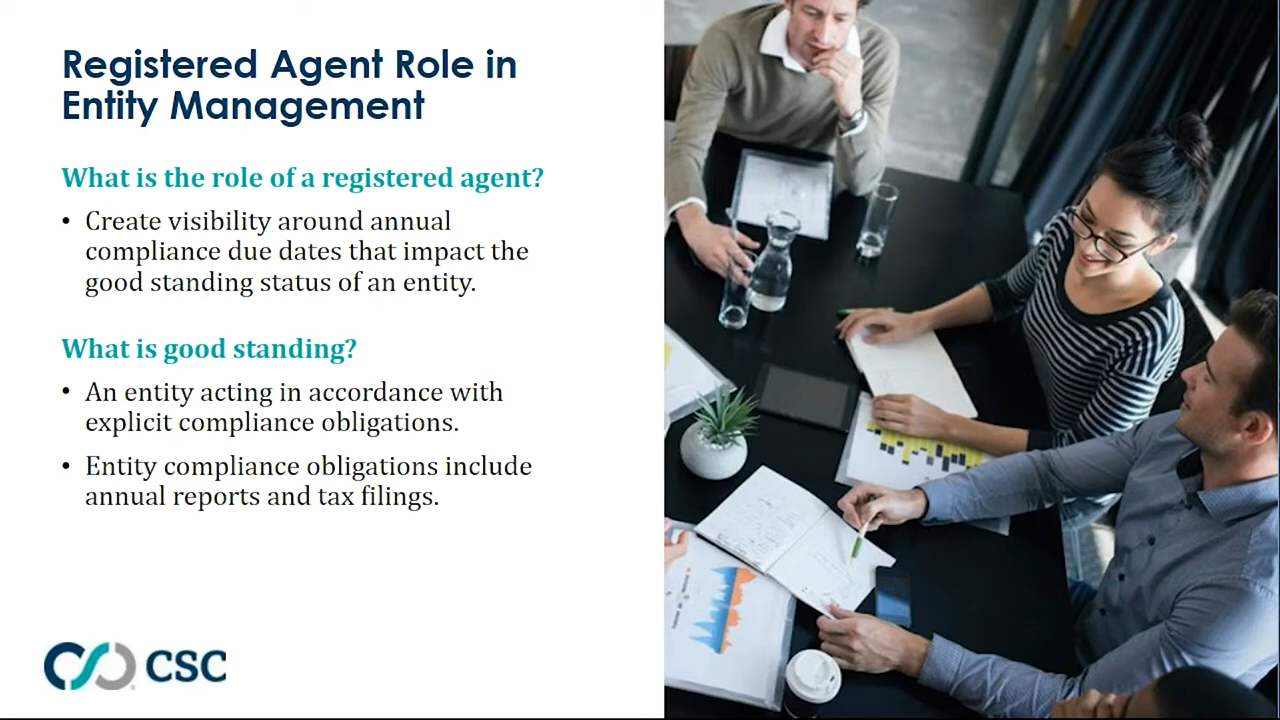 Registered Agent Role in
Entity Management
What is the role of a registered agent?
• Create visibility around annual
compliance due dates that impact the
good standing status of an entity.
What is good standing?
• An entity acting in accordance with
explicit compliance obligations.
• Entity compliance obligations include
annual reports and tax filings.
CSC